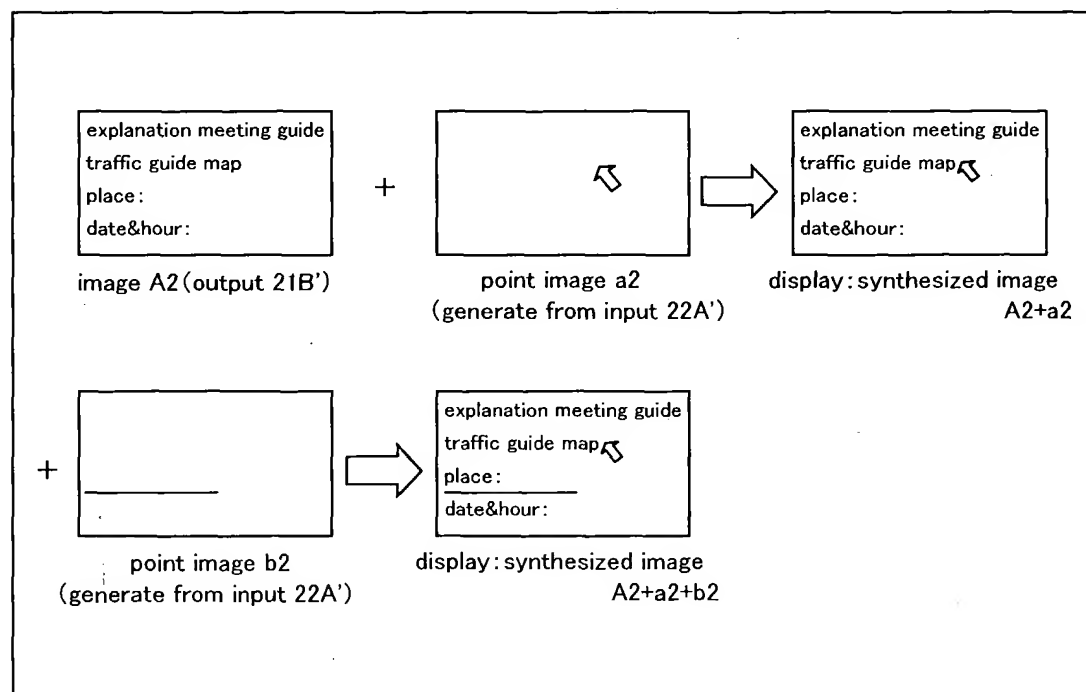 explanation meeting guide
traffic guide map
place:
date&hour:
image A2(output 21B')
+
point image a2
(generate from input 22A')
explanation meeting guide
traffic guide map
place:
date&hour:
display:synthesized image
A2+a2
+
point image b2
(generate from input 22A')
explanation meeting guide
traffic guide map
place:
date&hour:
display:synthesized image
A2+a2+b2